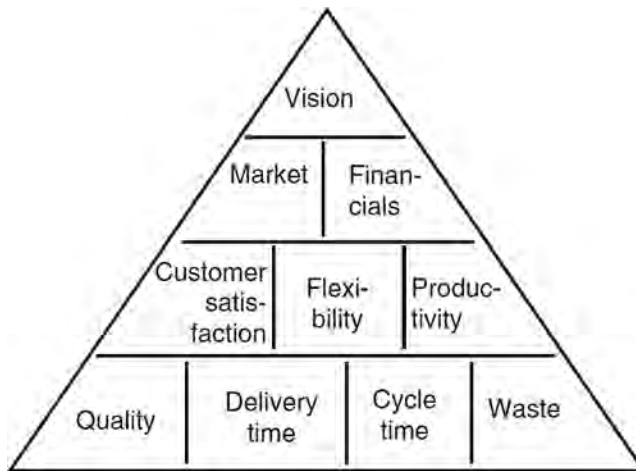 Vision
Market
Finan-
cials
Customer
satis-
faction
Flexi-
bility
Produc-
tivity
Quality
Delivery
time
Cycle
time
Waste